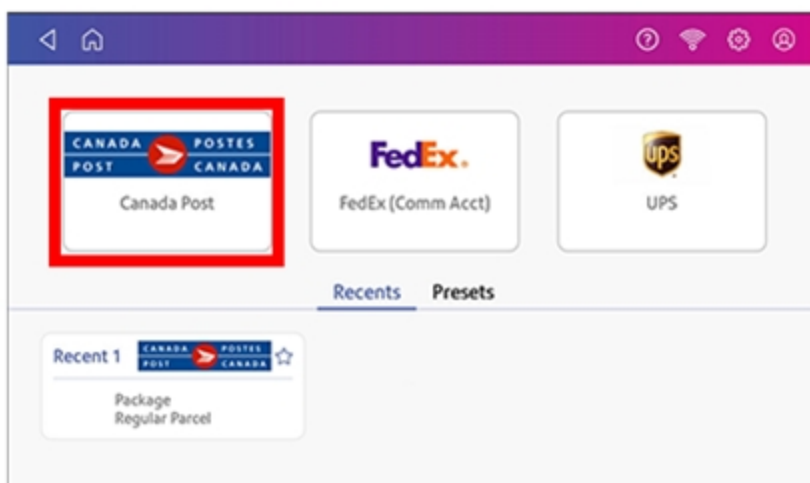 CANADA POSTES
POST CANADA
Canada Post
FedEx.
FedEx (Comm Acct)
ups
UPS
Recents Presets
Recent 1
CANADA POSTES
POST CANADA
Package
Regular Parcel